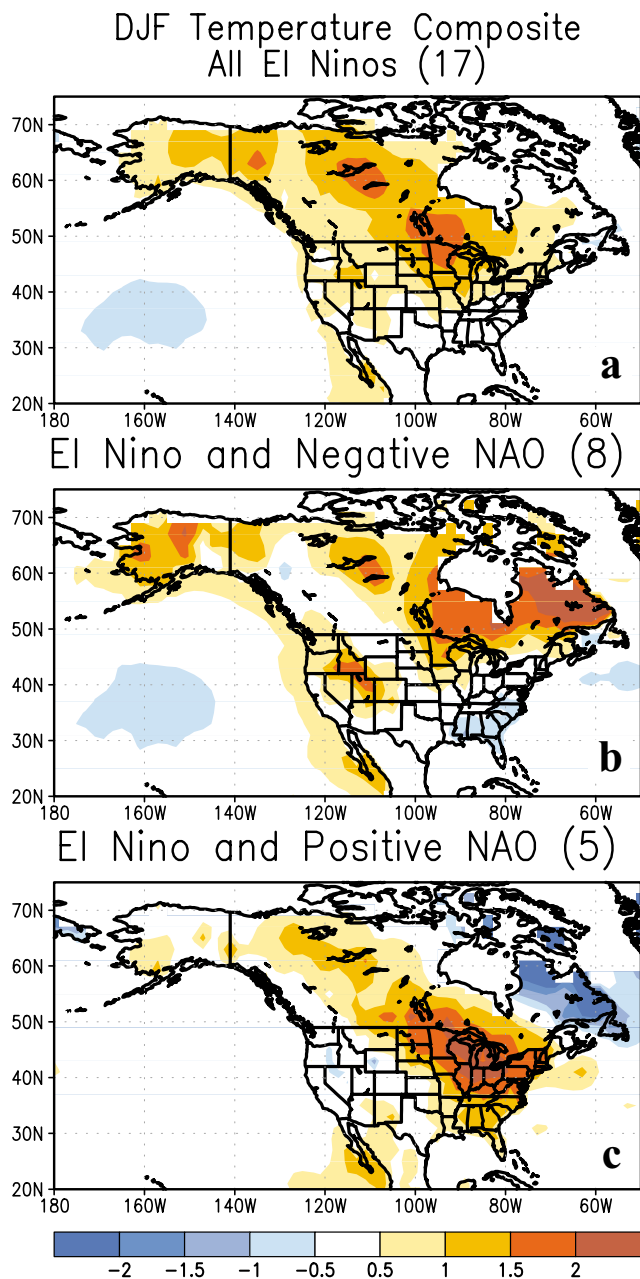 DJF Temperature Composite
All El Ninos (17)
70N
60N
50N
40N
30N
20N
a
180 160W 140W 120W 100W 80W 60W
El Nino and Negative NAO (8)
70N
60N
50N
40N
30N
20N
b
180 160W 140W 120W 100W 80W 60W
El Nino and Positive NAO (5)
70N
60N
50N
40N
30N
20N
c
180 160W 140W 120W 100W 80W 60W
-2 -1.5 -1 -0.5 0.5 1 1.5 2